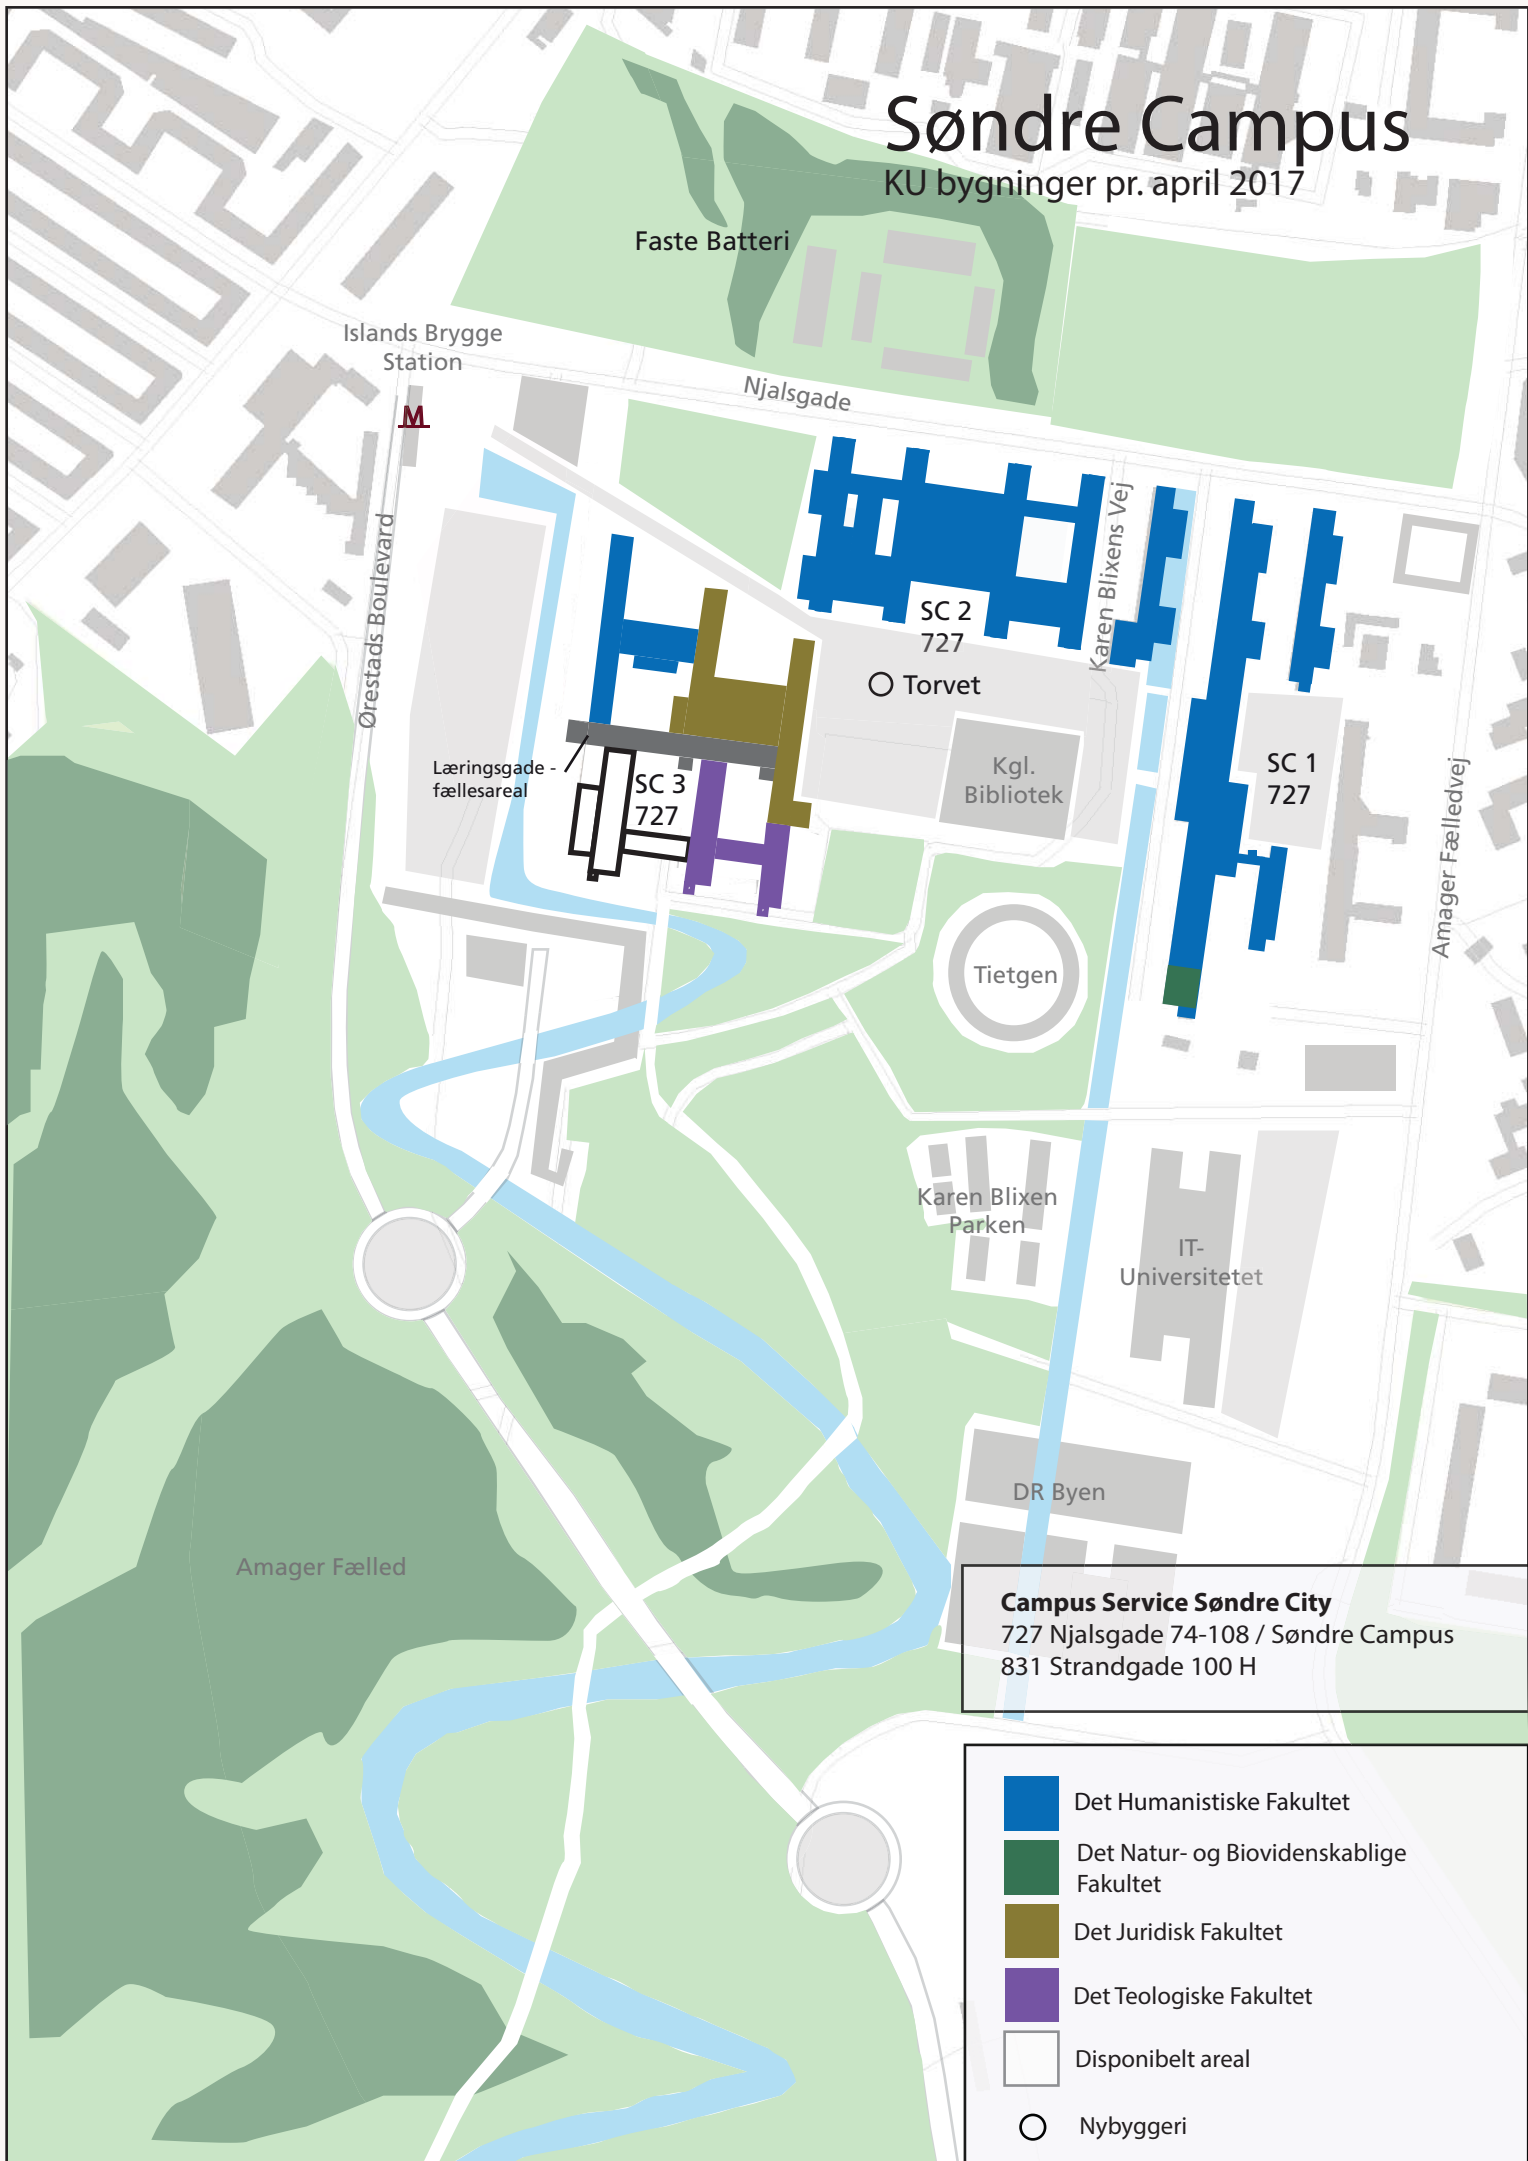 Søndre Campus
KU bygninger pr. april 2017
Faste Batteri
Islands Brygge
Station
M
Njalsgade
Karen Blixens Vej
Ørestads Boulevard
SC 2
727
Torvet
Læringsgade -
fællesareal
SC 3
727
Kgl.
Bibliotek
SC 1
727
Amager Fælledvej
Tietgen
Karen Blixen
Parken
IT-
Universitetet
DR Byen
Amager Fælled
Campus Service Søndre City
727 Njalsgade 74-108 / Søndre Campus
831 Strandgade 100 H
Det Humanistiske Fakultet
Det Natur- og Biovidenskablige
Fakultet
Det Juridisk Fakultet
Det Teologiske Fakultet
Disponibelt areal
Nybyggeri